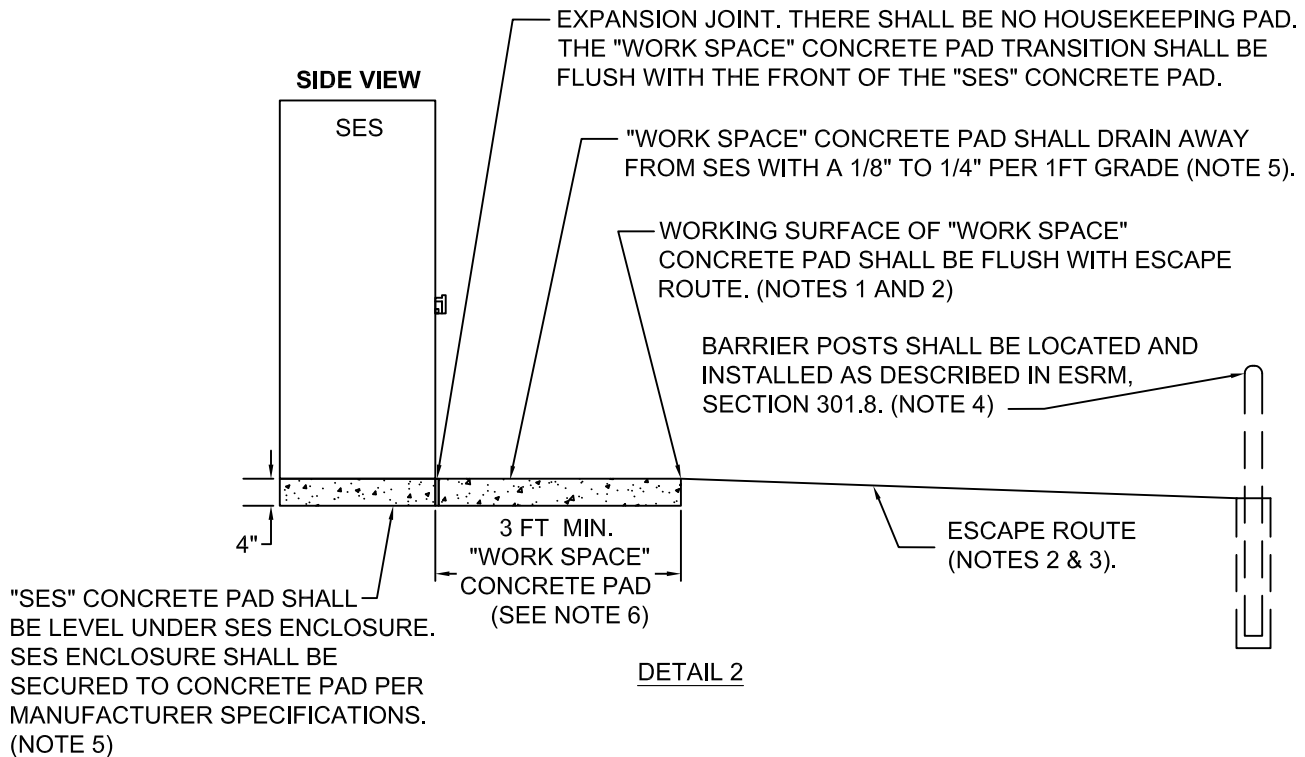 EXPANSION JOINT. THERE SHALL BE NO HOUSEKEEPING PAD.
THE "WORK SPACE" CONCRETE PAD TRANSITION SHALL BE
FLUSH WITH THE FRONT OF THE "SES" CONCRETE PAD.
SIDE VIEW
SES
"WORK SPACE" CONCRETE PAD SHALL DRAIN AWAY
FROM SES WITH A 1/8" TO 1/4" PER 1FT GRADE (NOTE 5).
WORKING SURFACE OF "WORK SPACE"
CONCRETE PAD SHALL BE FLUSH WITH ESCAPE
ROUTE. (NOTES 1 AND 2)
BARRIER POSTS SHALL BE LOCATED AND
INSTALLED AS DESCRIBED IN ESRM,
SECTION 301.8. (NOTE 4)
4"
3 FT MIN.
"WORK SPACE"
CONCRETE PAD
(SEE NOTE 6)
ESCAPE ROUTE
(NOTES 2 & 3).
"SES" CONCRETE PAD SHALL
BE LEVEL UNDER SES ENCLOSURE.
SES ENCLOSURE SHALL BE
SECURED TO CONCRETE PAD PER
MANUFACTURER SPECIFICATIONS.
(NOTE 5)
DETAIL 2